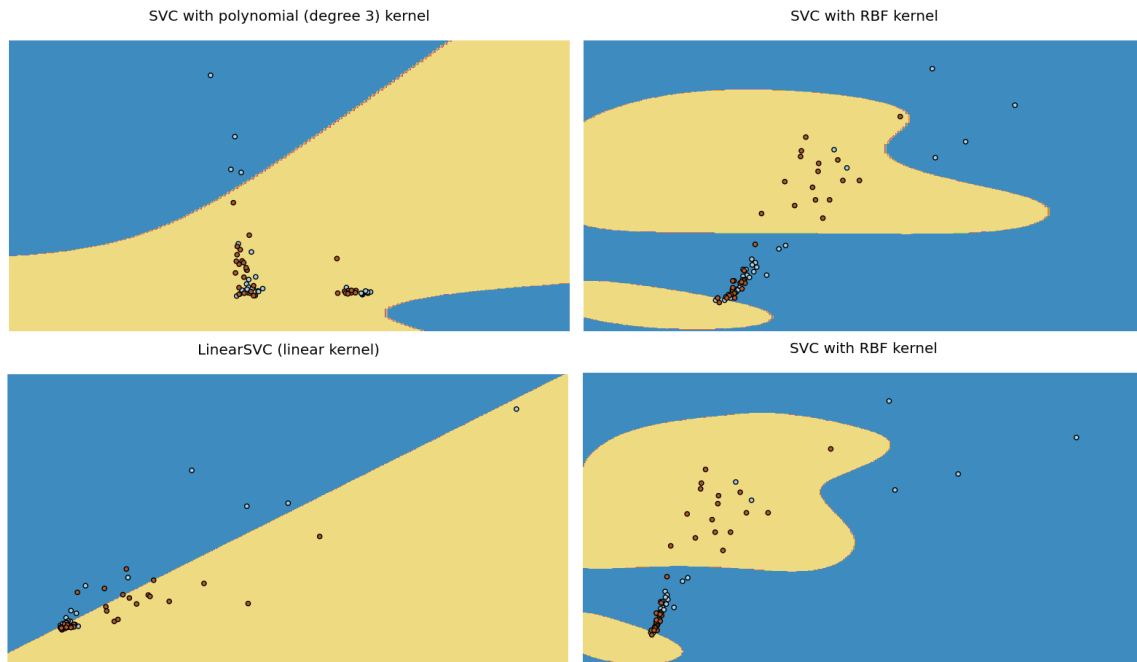 SVC with polynomial (degree 3) kernel
SVC with RBF kernel
LinearSVC (linear kernel)
SVC with RBF kernel